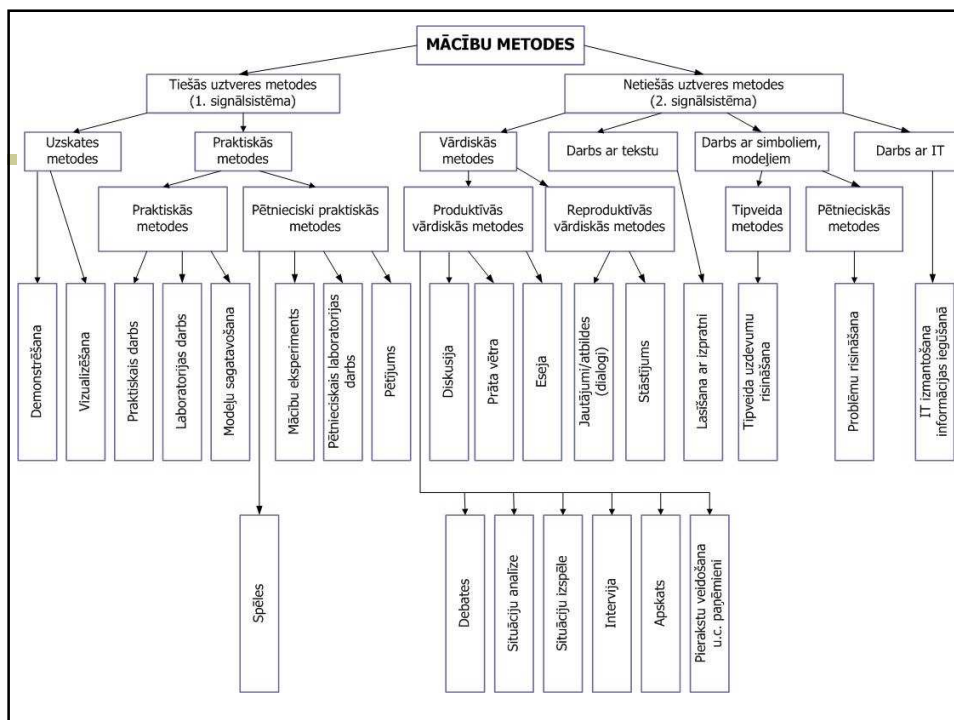 MĀCĪBU METODES
Tiešās uztveres metodes
(1. signālsistēma)
Netiešās uztveres metodes
(2. signālsistēma)
Uzskates
metodes
Praktiskās
metodes
Vārdiskās
metodes
Darbs ar tekstu
Darbs ar simboliem,
modeļiem
Darbs ar IT
Praktiskās
metodes
Pētnieciski praktiskās
metodes
Produktīvās
vārdiskās metodes
Reproduktīvās
vārdiskās metodes
Tipveida
metodes
Pētnieciskās
metodes
Demonstrēšana
Vizualizēšana
Praktiskais darbs
Laboratorijas darbs
Modeļu sagatavošana
Mācību eksperiments
Pētnieciskais laboratorijas
darbs
Pētījums
Diskusija
Prāta vētra
Eseja
Jautājumi/atbildes
(dialogi)
Stāstījums
Lasīšana ar izpratni
Tipveida uzdevumu
risināšana
Problēmu risināšana
IT izmantošana
informācijas iegūšanā
Spēles
Debates
Situāciju analīze
Situāciju izspēle
Intervija
Apskats
Pierakstu veidošana
u.c. paņēmieni